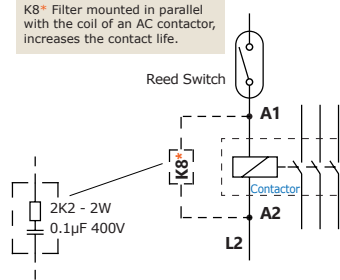 K8* Filter mounted in parallel
with the coil of an AC contactor,
increases the contact life.
Reed Switch
A1
K8*
Contactor
2K2 - 2W
0.1µF 400V
A2
L2